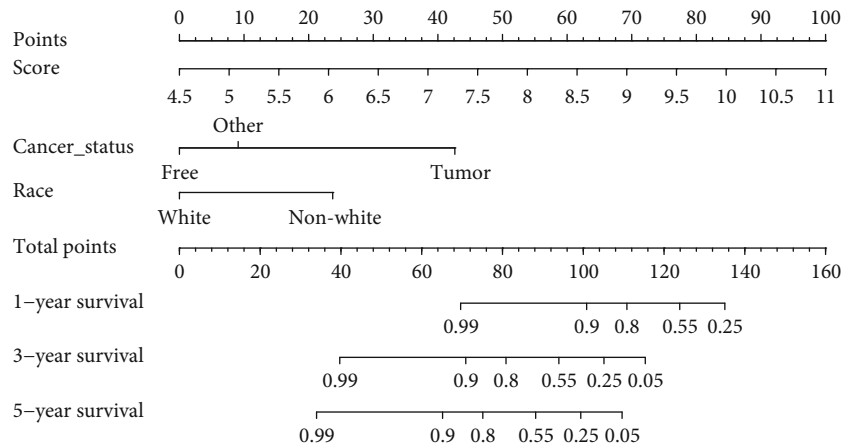 0 10 20 30 40 50 60 70 80 90 100
Points
Score
4.5 5 5.5 6 6.5 7 7.5 8 8.5 9 9.5 10 10.5 11
Other
Cancer_status
Free Tumor
Race
White Non-white
Total points
0 20 40 60 80 100 120 140 160
1−year survival
0.99 0.9 0.8 0.55 0.25
3−year survival
0.99 0.9 0.8 0.55 0.25 0.05
5−year survival
0.99 0.9 0.8 0.55 0.25 0.05